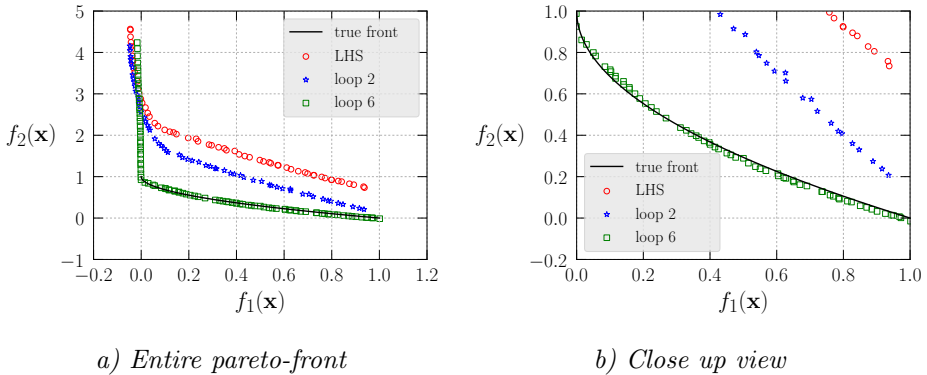 5
4
3
2
1
0
−1
f₂(x)
true front
LHS
loop 2
loop 6
−0.2 0.0 0.2 0.4 0.6 0.8 1.0 1.2
f₁(x)
a) Entire pareto-front
1.0
0.8
0.6
0.4
0.2
0.0
−0.2
f₂(x)
true front
LHS
loop 2
loop 6
0.0 0.2 0.4 0.6 0.8 1.0
f₁(x)
b) Close up view